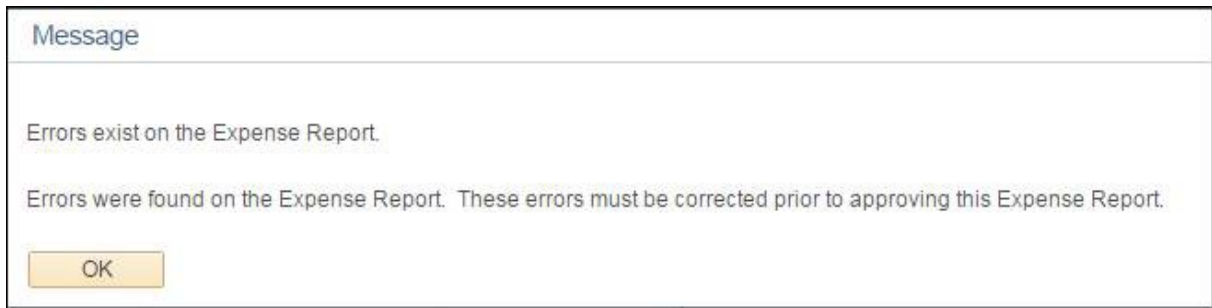 Message
Errors exist on the Expense Report.
Errors were found on the Expense Report.  These errors must be corrected prior to approving this Expense Report.
OK